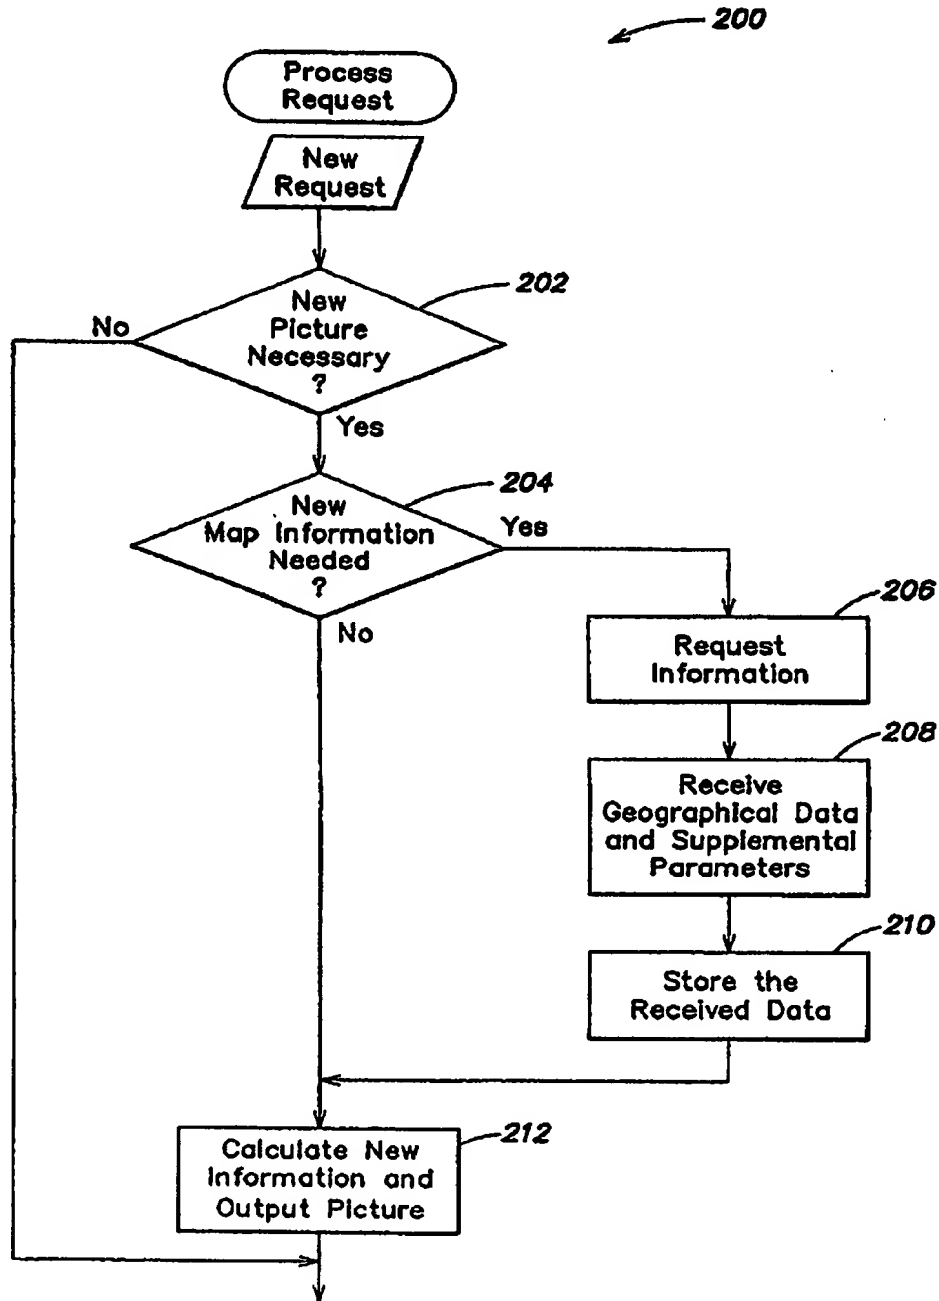 200
Process
Request
New
Request
202
New
Picture
Necessary
?
No
Yes
204
New
Map Information
Needed
?
Yes
No
206
Request
Information
208
Receive
Geographical Data
and Supplemental
Parameters
210
Store the
Received Data
212
Calculate New
Information and
Output Picture